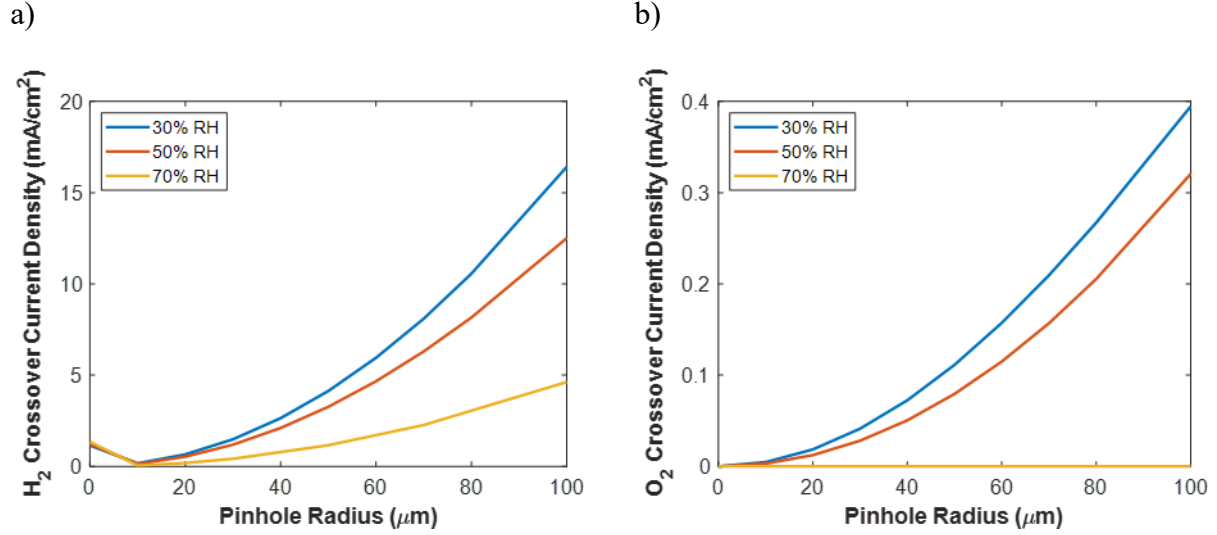 a)
H2 Crossover Current Density (mA/cm2)
20
15
10
5
0
30% RH
50% RH
70% RH
0 20 40 60 80 100
Pinhole Radius (μm)
b)
O2 Crossover Current Density (mA/cm2)
0.4
0.3
0.2
0.1
0
30% RH
50% RH
70% RH
0 20 40 60 80 100
Pinhole Radius (μm)